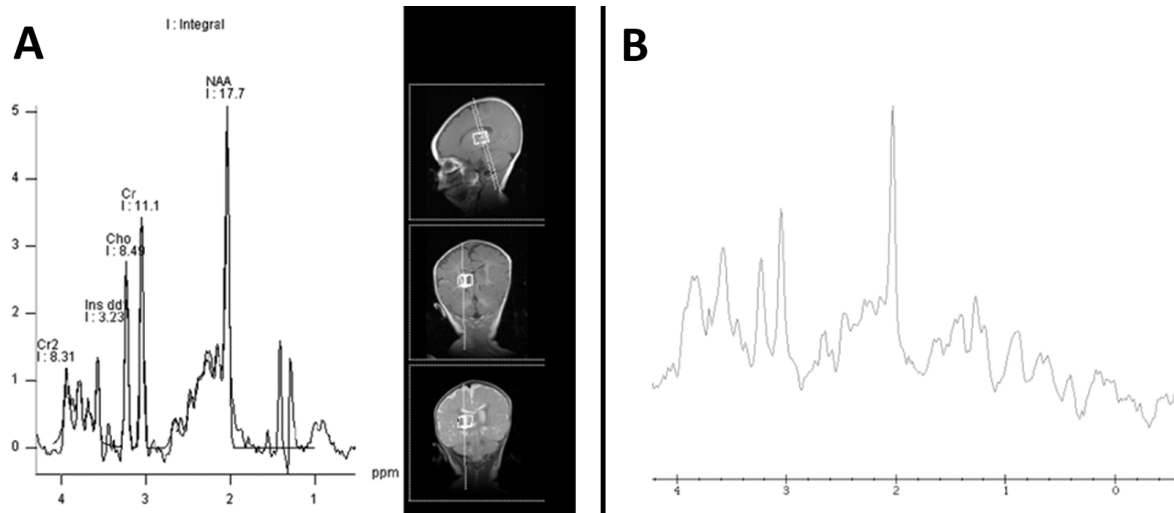 A
I : Integral
NAA
I : 17.7
5
4
Cr
I : 11.1
3
Cho
I : 8.49
2
Ins dd
I : 3.23
Cr2
I : 8.31
1
0
ppm
4 3 2 1
B
4 3 2 1 0